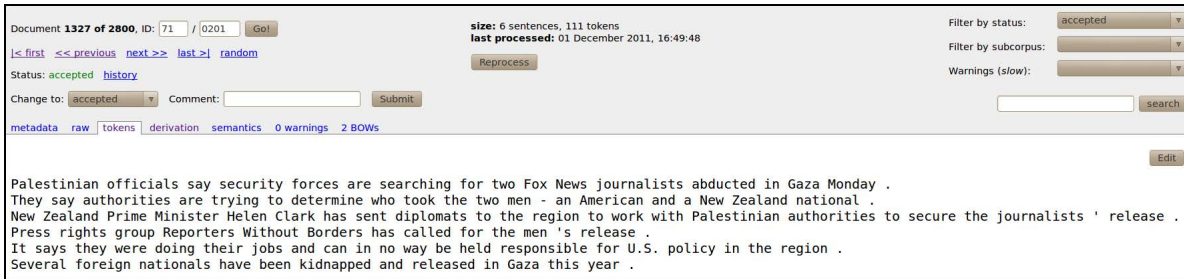 Document 1327 of 2800, ID: 71 / 0201 Go!
|< first << previous next >> last >| random
Status: accepted history
Change to: accepted Comment: Submit
size: 6 sentences, 111 tokens
last processed: 01 December 2011, 16:49:48
Reprocess
Filter by status: accepted
Filter by subcorpus:
Warnings (slow):
search
metadata raw tokens derivation semantics 0 warnings 2 BOWs
Edit
Palestinian officials say security forces are searching for two Fox News journalists abducted in Gaza Monday .
They say authorities are trying to determine who took the two men - an American and a New Zealand national .
New Zealand Prime Minister Helen Clark has sent diplomats to the region to work with Palestinian authorities to secure the journalists ' release .
Press rights group Reporters Without Borders has called for the men 's release .
It says they were doing their jobs and can in no way be held responsible for U.S. policy in the region .
Several foreign nationals have been kidnapped and released in Gaza this year .